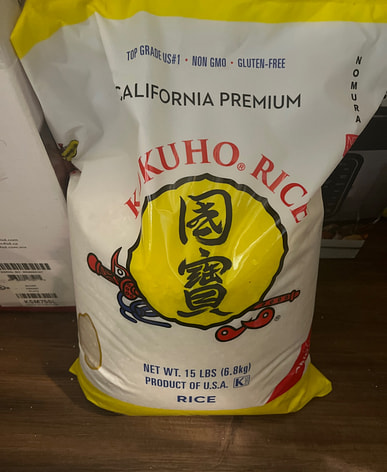 TOP GRADE US#1 • NON GMO • GLUTEN-FREE
CALIFORNIA PREMIUM
NOMURA
KOKUHO® RICE
國
寳
NET WT. 15 LBS (6.8kg)
PRODUCT OF U.S.A. K
RICE